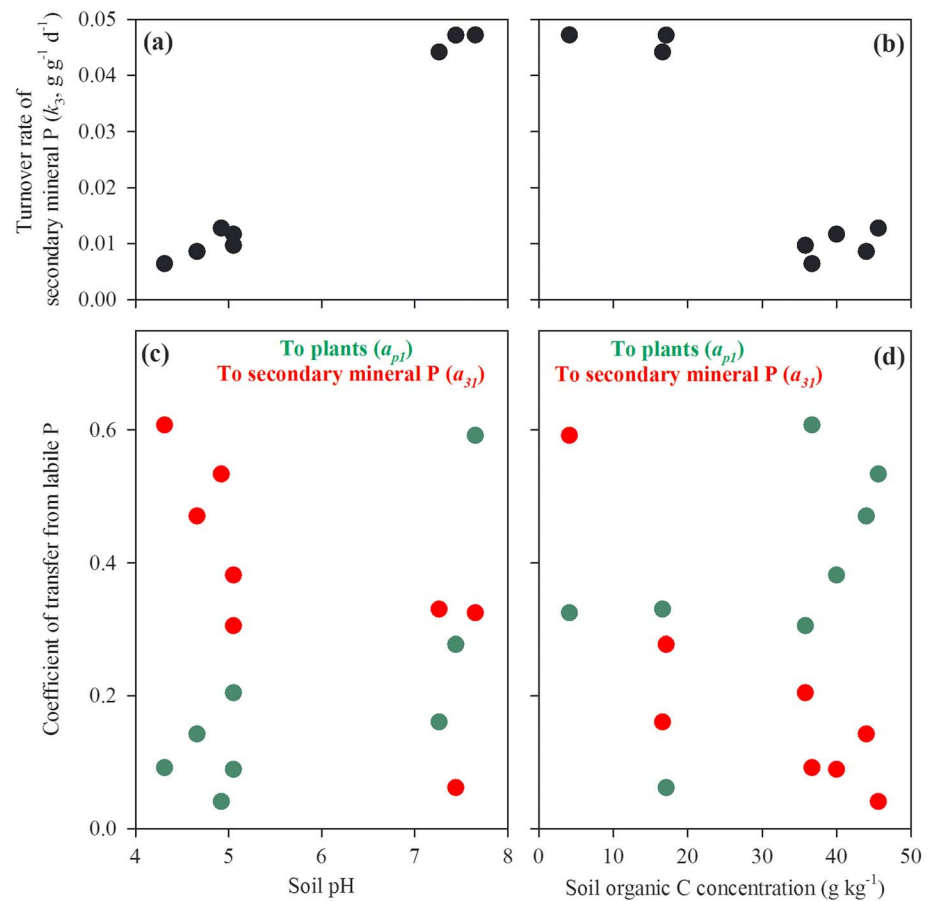 (a)
(b)
0.05
0.04
0.03
0.02
0.01
0.00
Turnover rate of
secondary mineral P (k3, g g-1 d-1)
(c)
To plants (ap1)
To secondary mineral P (a31)
(d)
To plants (ap1)
To secondary mineral P (a31)
0.6
0.4
0.2
0.0
Coefficient of transfer from labile P
4 5 6 7 8
0 10 20 30 40 50
Soil pH
Soil organic C concentration (g kg-1)